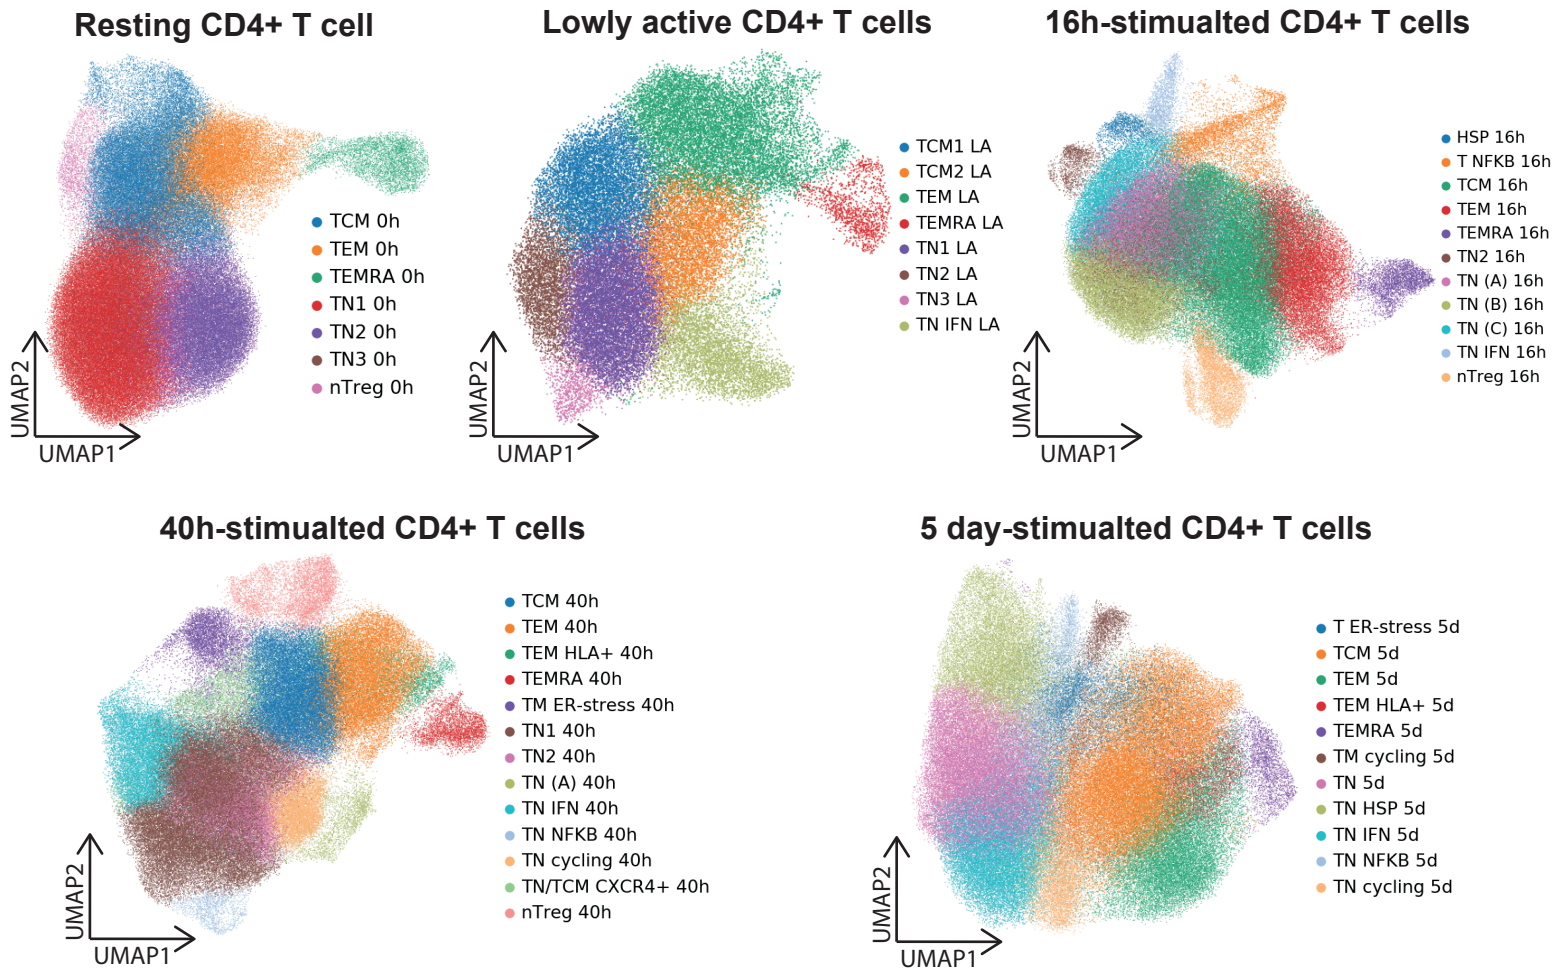 Resting CD4+ T cell
TCM 0h
TEM 0h
TEMRA 0h
TN1 0h
TN2 0h
TN3 0h
nTreg 0h
UMAP2
UMAP1
Lowly active CD4+ T cells
TCM1 LA
TCM2 LA
TEM LA
TEMRA LA
TN1 LA
TN2 LA
TN3 LA
TN IFN LA
UMAP2
UMAP1
16h-stimualted CD4+ T cells
HSP 16h
T NFKB 16h
TCM 16h
TEM 16h
TEMRA 16h
TN2 16h
TN (A) 16h
TN (B) 16h
TN (C) 16h
TN IFN 16h
nTreg 16h
UMAP2
UMAP1
40h-stimualted CD4+ T cells
TCM 40h
TEM 40h
TEM HLA+ 40h
TEMRA 40h
TM ER-stress 40h
TN1 40h
TN2 40h
TN (A) 40h
TN IFN 40h
TN NFKB 40h
TN cycling 40h
TN/TCM CXCR4+ 40h
nTreg 40h
UMAP2
UMAP1
5 day-stimualted CD4+ T cells
T ER-stress 5d
TCM 5d
TEM 5d
TEM HLA+ 5d
TEMRA 5d
TM cycling 5d
TN 5d
TN HSP 5d
TN IFN 5d
TN NFKB 5d
TN cycling 5d
UMAP2
UMAP1